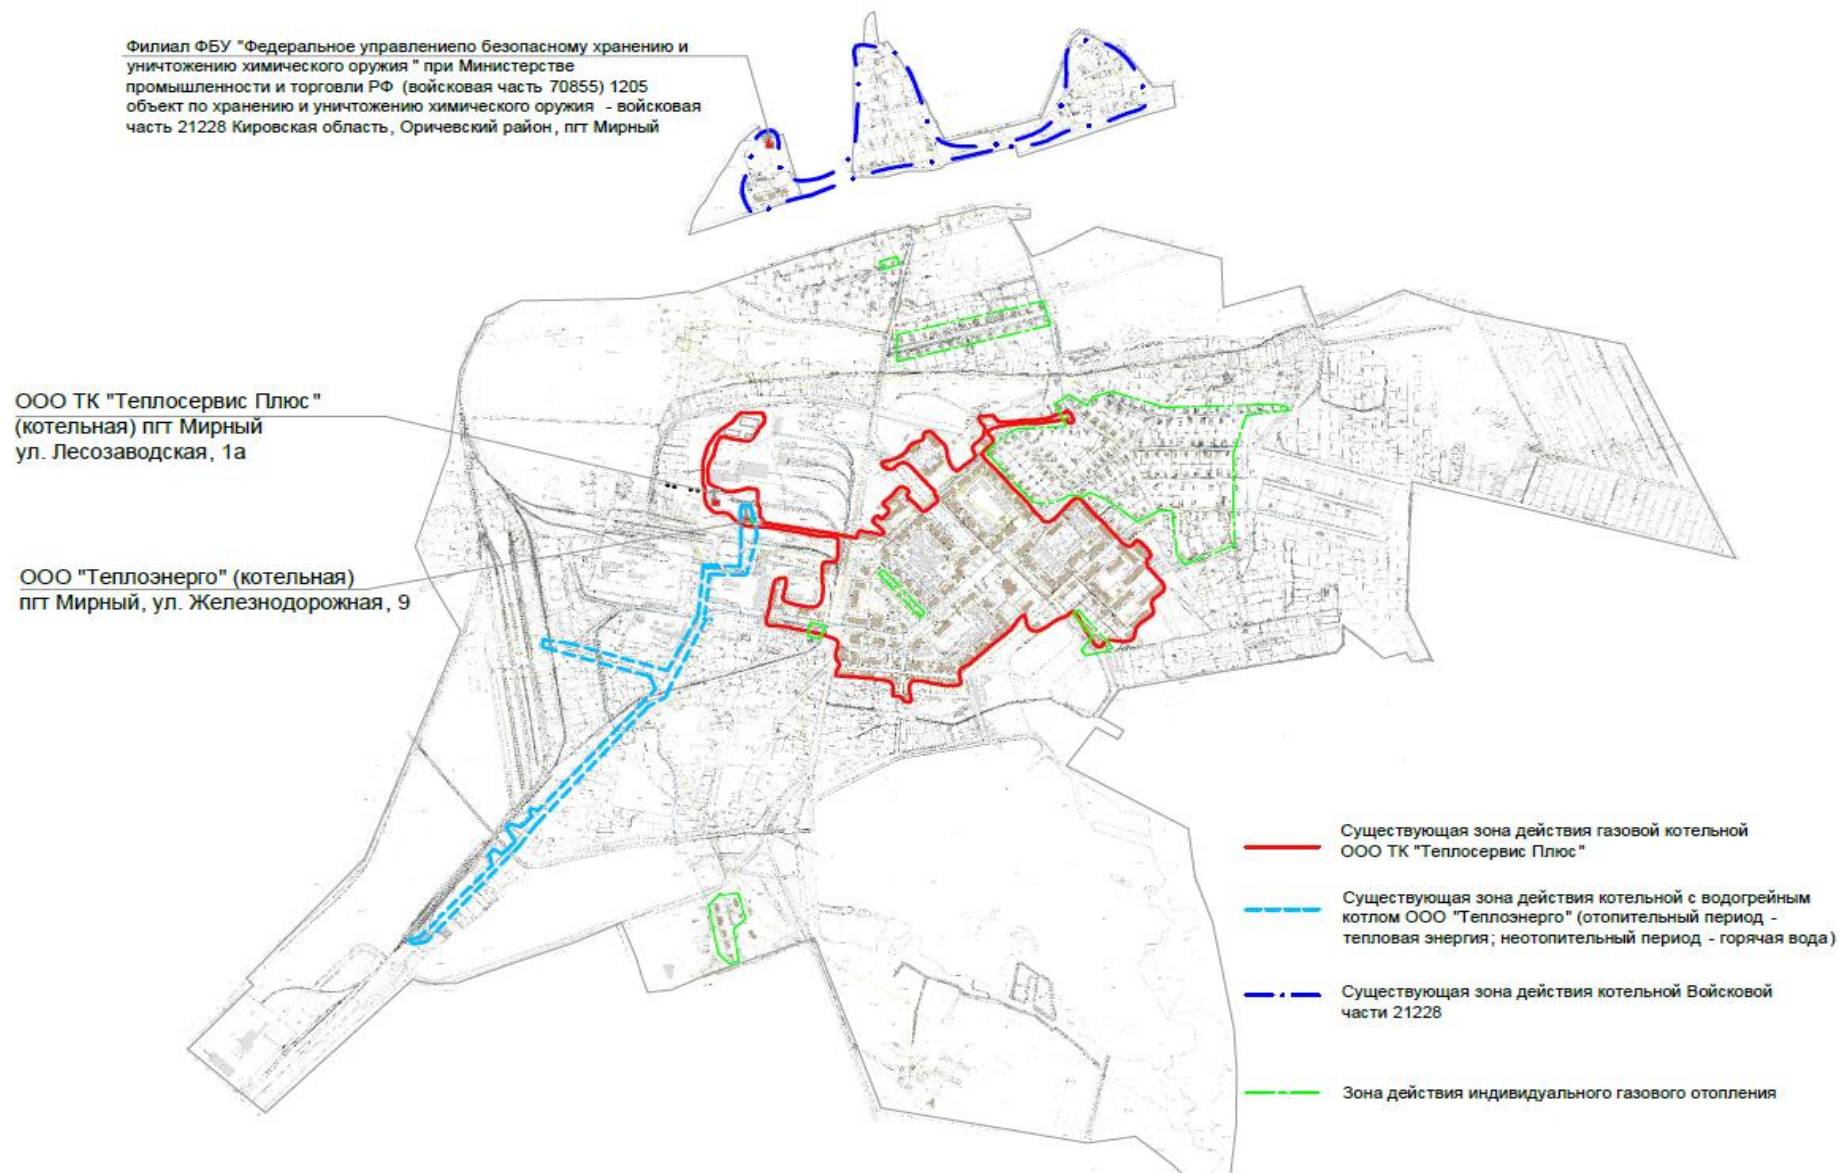 Филиал ФБУ "Федеральное управлениепо безопасному хранению и
уничтожению химического оружия " при Министерстве
промышленности и торговли РФ (войсковая часть 70855) 1205
объект по хранению и уничтожению химического оружия - войсковая
часть 21228 Кировская область, Оричевский район, пгт Мирный
ООО ТК "Теплосервис Плюс"
(котельная) пгт Мирный
ул. Лесозаводская, 1а
ООО "Теплоэнерго" (котельная)
пгт Мирный, ул. Железнодорожная, 9
Существующая зона действия газовой котельной
ООО ТК "Теплосервис Плюс"
Существующая зона действия котельной с водогрейным
котлом ООО "Теплоэнерго" (отопительный период -
тепловая энергия; неотопительный период - горячая вода)
Существующая зона действия котельной Войсковой
части 21228
Зона действия индивидуального газового отопления